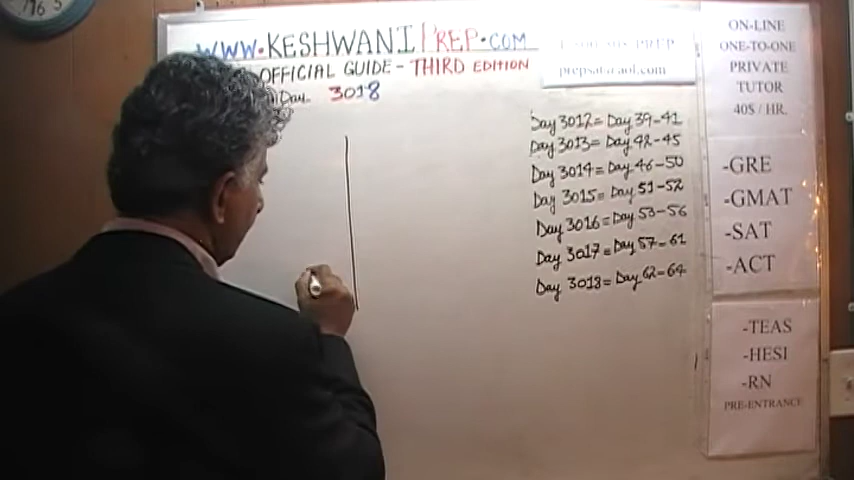 WWW.KESHWANIPREP.COM
OFFICIAL GUIDE - THIRD EDITION
Day 3018
PREP
Day 3012 = Day 39-41
Day 3013 = Day 42-45
Day 3014 = Day 46-50
Day 3015 = Day 51-52
Day 3016 = Day 53-56
Day 3017 = Day 57-61
Day 3018 = Day 62-64
ON-LINE
ONE-TO-ONE
PRIVATE
TUTOR
40$ / HR.
-GRE
-GMAT
-SAT
-ACT
-TEAS
-HESI
-RN
PRE-ENTRANCE